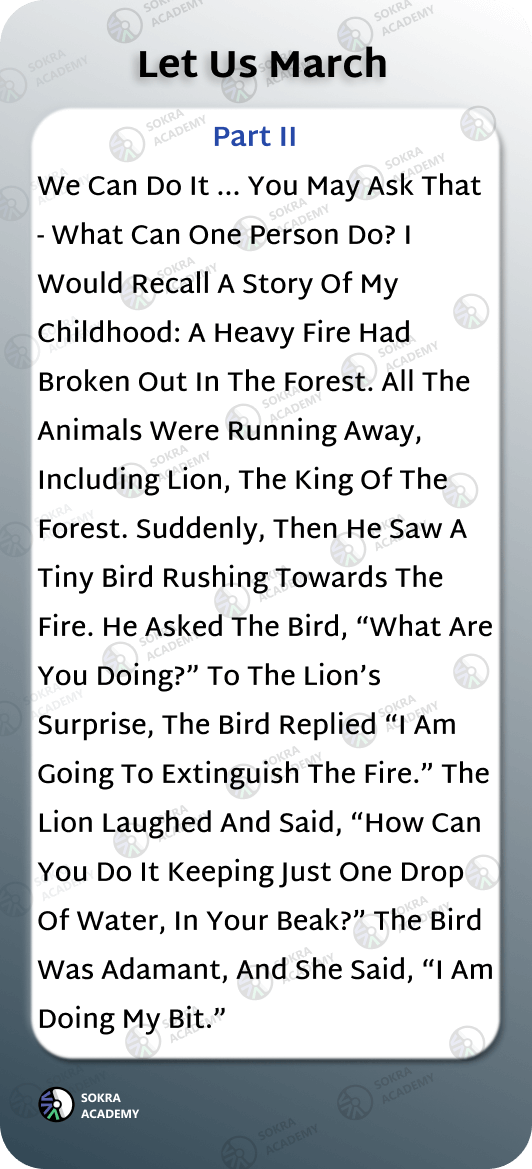 Let Us March
Part II
We Can Do It ... You May Ask That
- What Can One Person Do? I
Would Recall A Story Of My
Childhood: A Heavy Fire Had
Broken Out In The Forest. All The
Animals Were Running Away,
Including Lion, The King Of The
Forest. Suddenly, Then He Saw A
Tiny Bird Rushing Towards The
Fire. He Asked The Bird, “What Are
You Doing?” To The Lion’s
Surprise, The Bird Replied “I Am
Going To Extinguish The Fire.” The
Lion Laughed And Said, “How Can
You Do It Keeping Just One Drop
Of Water, In Your Beak?” The Bird
Was Adamant, And She Said, “I Am
Doing My Bit.”
SOKRA
ACADEMY